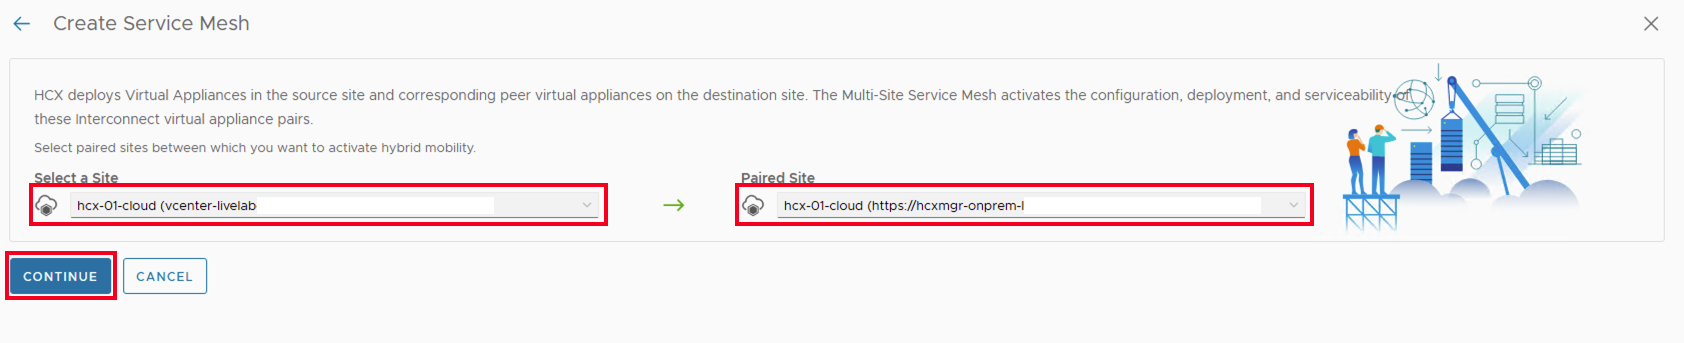 Create Service Mesh
HCX deploys Virtual Appliances in the source site and corresponding peer virtual appliances on the destination site. The Multi-Site Service Mesh activates the configuration, deployment, and serviceability of
these Interconnect virtual appliance pairs.
Select paired sites between which you want to activate hybrid mobility.
Select a Site
Paired Site
hcx-01-cloud (vcenter-livelab
hcx-01-cloud (https://hcxmgr-onprem-l
CONTINUE
CANCEL